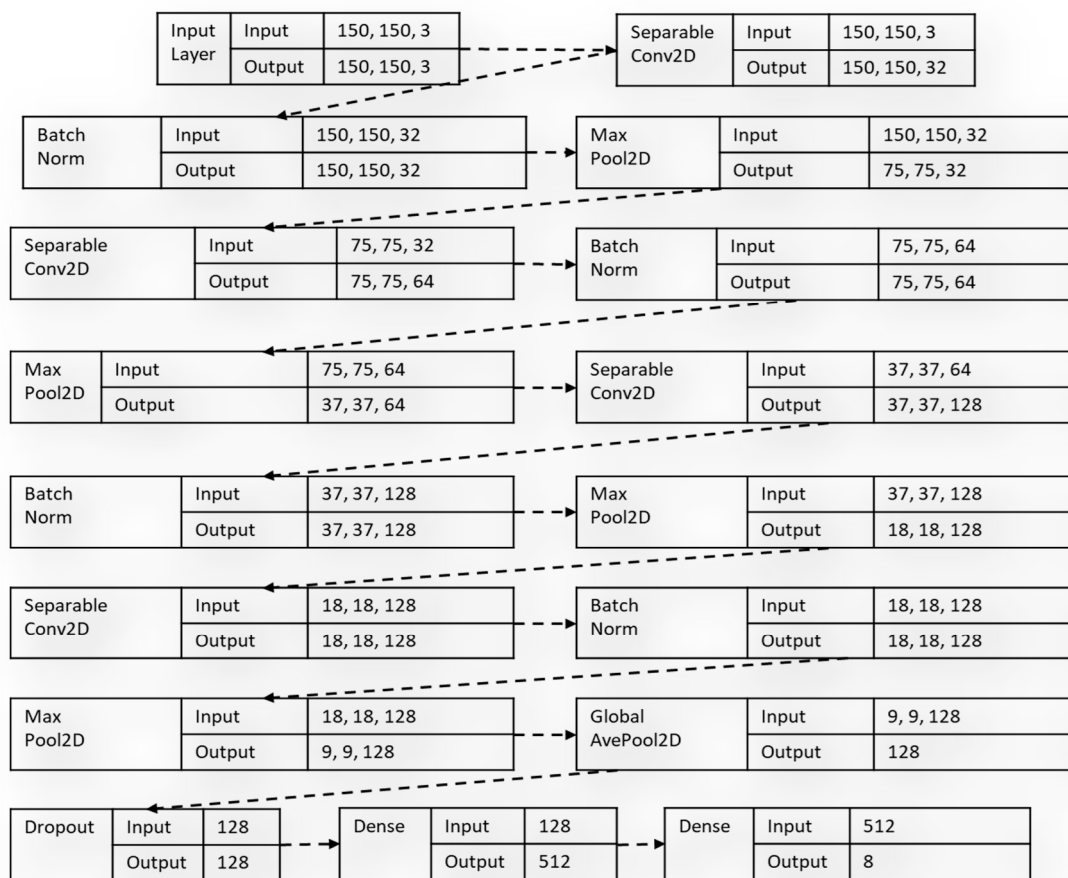 Input Layer Input 150, 150, 3
Output 150, 150, 3
Separable Conv2D Input 150, 150, 3
Output 150, 150, 32
Batch Norm Input 150, 150, 32
Output 150, 150, 32
Max Pool2D Input 150, 150, 32
Output 75, 75, 32
Separable Conv2D Input 75, 75, 32
Output 75, 75, 64
Batch Norm Input 75, 75, 64
Output 75, 75, 64
Max Pool2D Input 75, 75, 64
Output 37, 37, 64
Separable Conv2D Input 37, 37, 64
Output 37, 37, 128
Batch Norm Input 37, 37, 128
Output 37, 37, 128
Max Pool2D Input 37, 37, 128
Output 18, 18, 128
Separable Conv2D Input 18, 18, 128
Output 18, 18, 128
Batch Norm Input 18, 18, 128
Output 18, 18, 128
Max Pool2D Input 18, 18, 128
Output 9, 9, 128
Global AvePool2D Input 9, 9, 128
Output 128
Dropout Input 128
Output 128
Dense Input 128
Output 512
Dense Input 512
Output 8